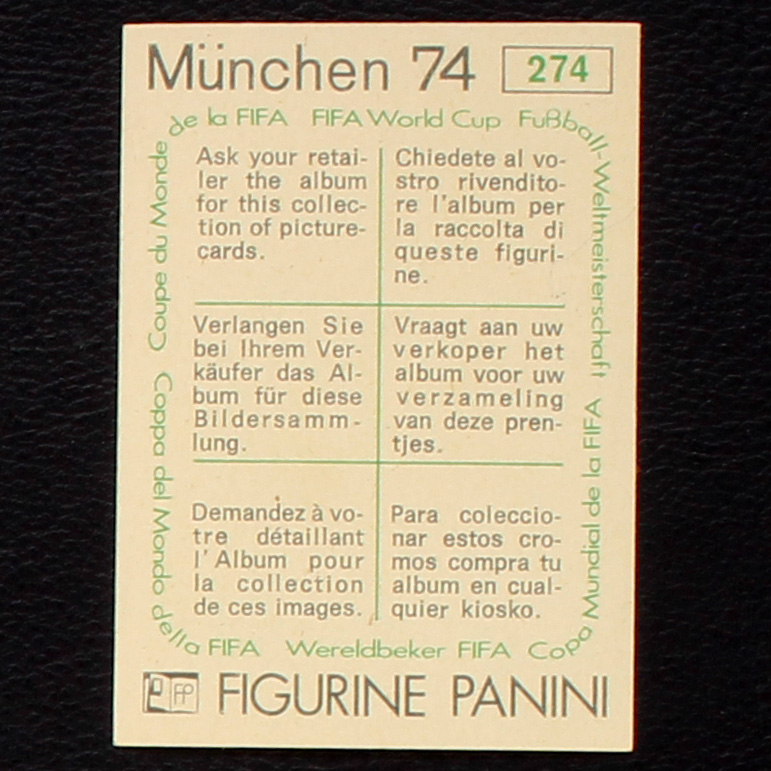 München 74 274
Coupe du Monde de la FIFA FIFA World Cup Fußball-Weltmeisterschaft
Ask your retai-
ler the album
for this collec-
tion of picture-
cards.
Chiedete al vo-
stro rivendito-
re l'album per
la raccolta di
queste figuri-
ne.
Verlangen Sie
bei Ihrem Ver-
käufer das Al-
bum für diese
Bildersamm-
lung.
Vraagt aan uw
verkoper het
album voor uw
verzameling
van deze pren-
tjes.
Demandez à vo-
tre détaillant
l'Album pour
la collection
de ces images.
Para coleccio-
nar estos cro-
mos compra tu
album en cual-
quier kiosko.
Coppa del Mondo della FIFA Wereldbeker FIFA Copa Mundial de la FIFA
FP FIGURINE PANINI